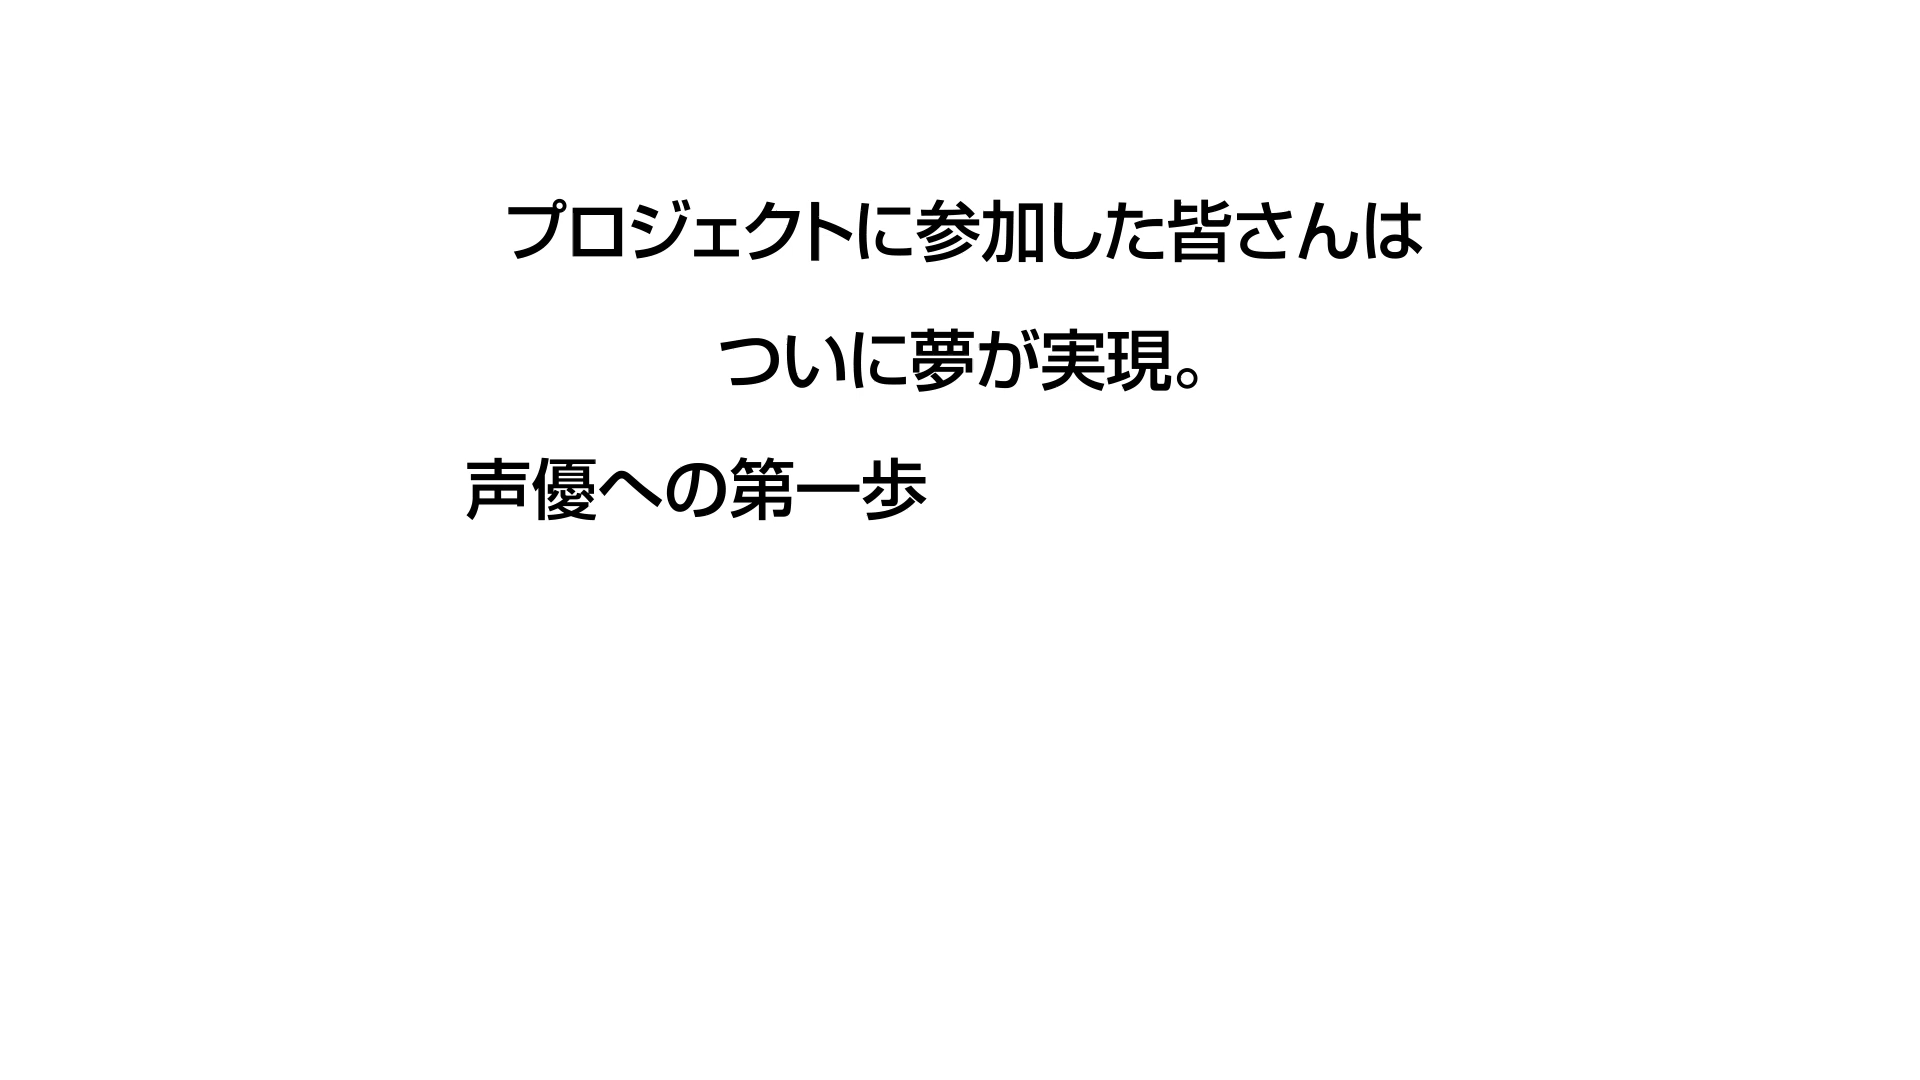 プロジェクトに参加した皆さんは
ついに夢が実現。
声優への第一歩